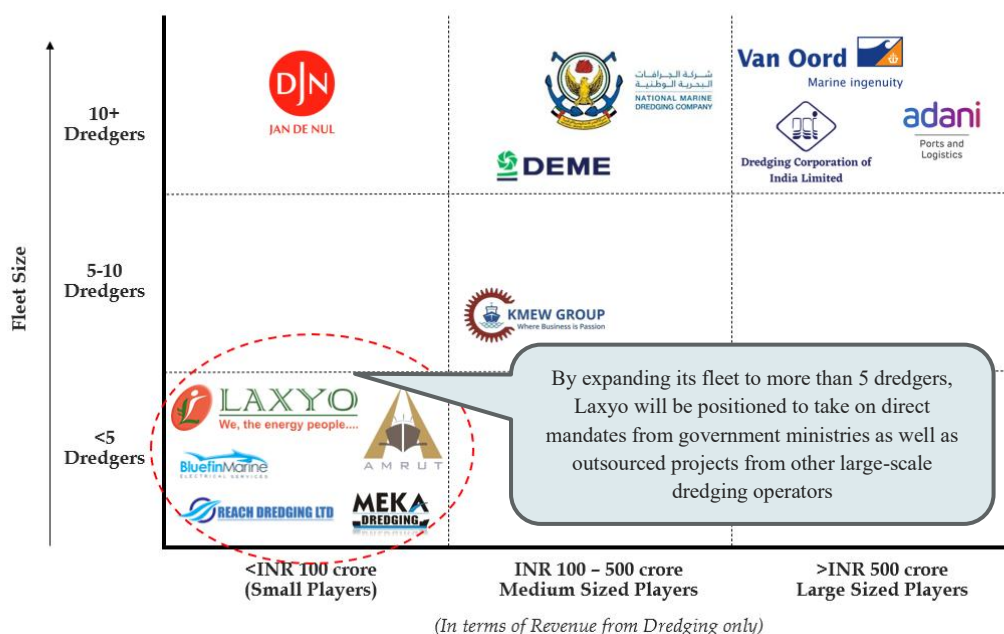 Fleet Size
10+
Dredgers
5-10
Dredgers
<5
Dredgers
DJN
JAN DE NUL
شركة الجرافات
البحرية الوطنية
NATIONAL MARINE
DREDGING COMPANY
DEME
Van Oord
Marine ingenuity
Dredging Corporation of
India Limited
adani
Ports and
Logistics
KMEW GROUP
Where Business is Passion
LAXYO
We, the energy people....
AMRUT
BluefinMarine
ELECTRICAL SERVICES
REACH DREDGING LTD
MEKA
DREDGING
By expanding its fleet to more than 5 dredgers,
Laxyo will be positioned to take on direct
mandates from government ministries as well as
outsourced projects from other large-scale
dredging operators
<INR 100 crore
(Small Players)
INR 100 – 500 crore
Medium Sized Players
>INR 500 crore
Large Sized Players
(In terms of Revenue from Dredging only)